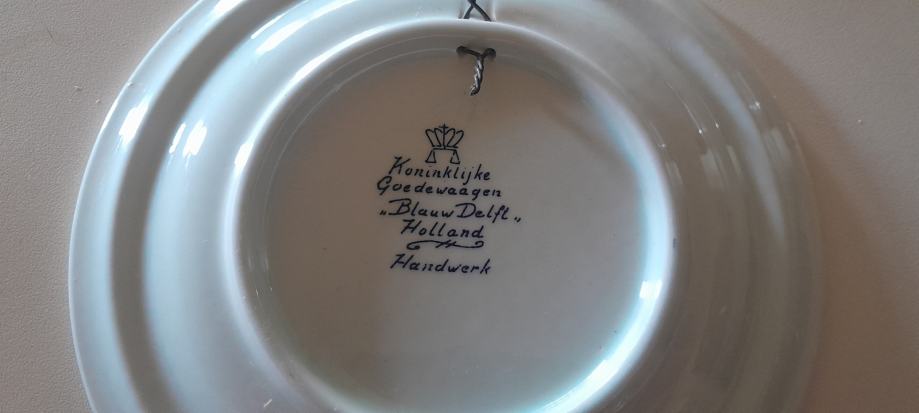 Koninklijke
Goedewaagen
„Blauw Delft„
Holland
Handwerk